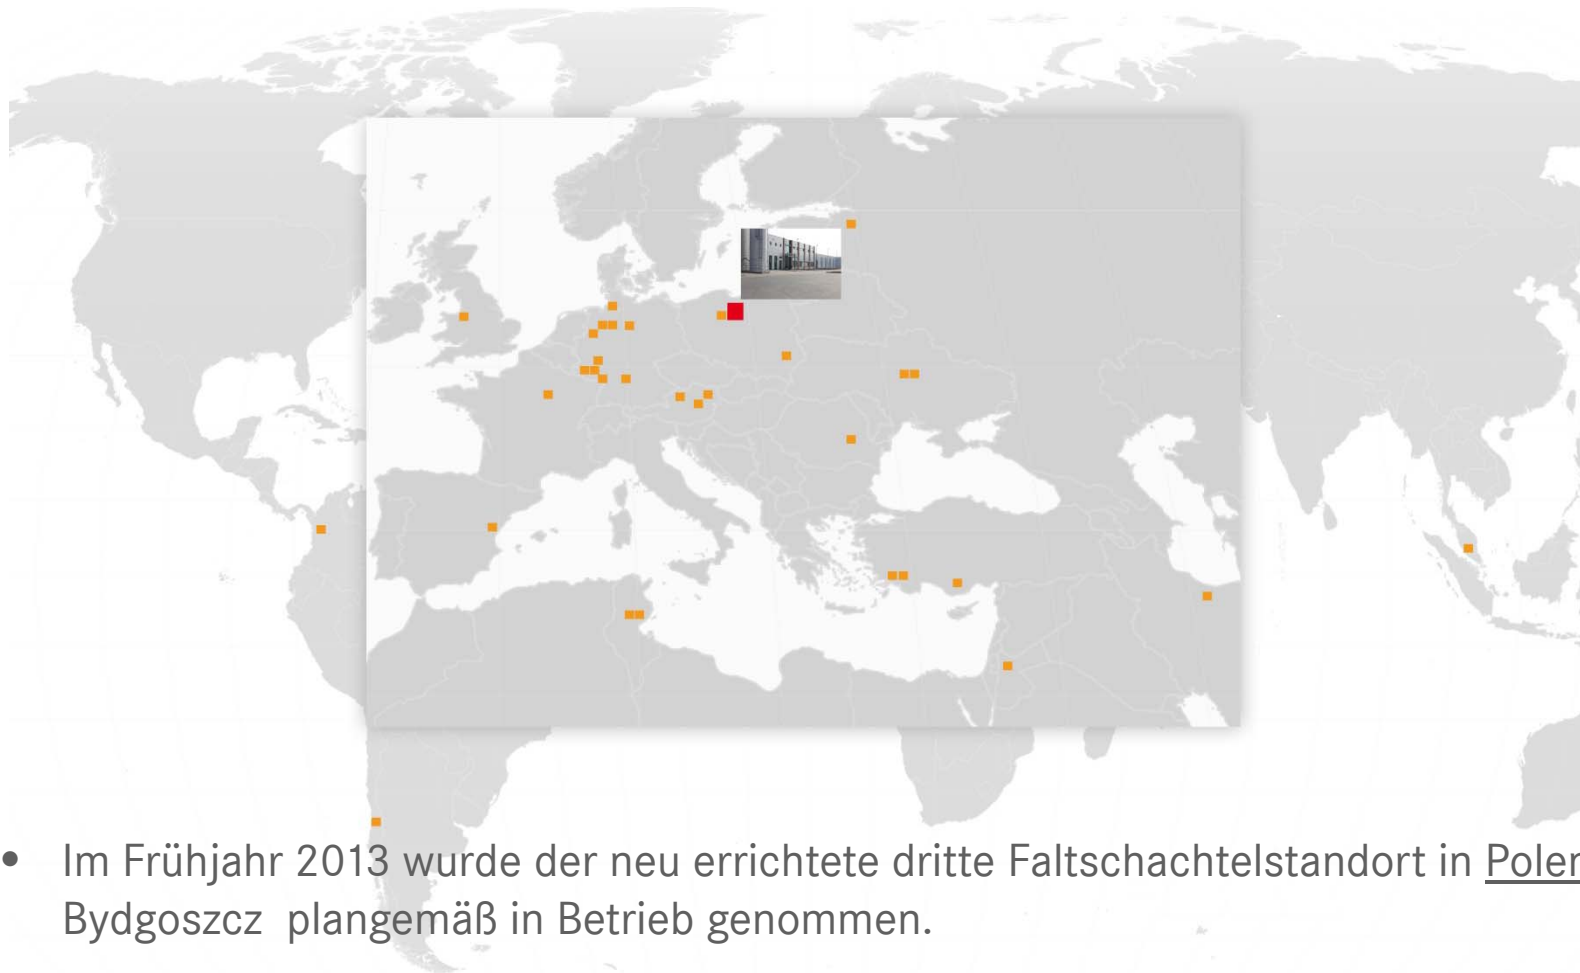 • Im Frühjahr 2013 wurde der neu errichtete dritte Faltschachtelstandort in Polen
Bydgoszcz plangemäß in Betrieb genommen.